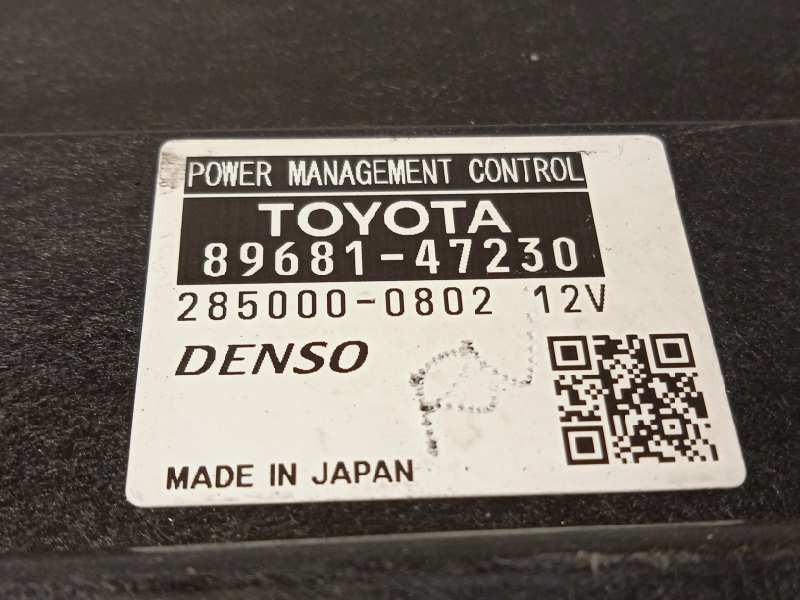 POWER MANAGEMENT CONTROL
TOYOTA
89681-47230
285000-0802 12V
DENSO
MADE IN JAPAN